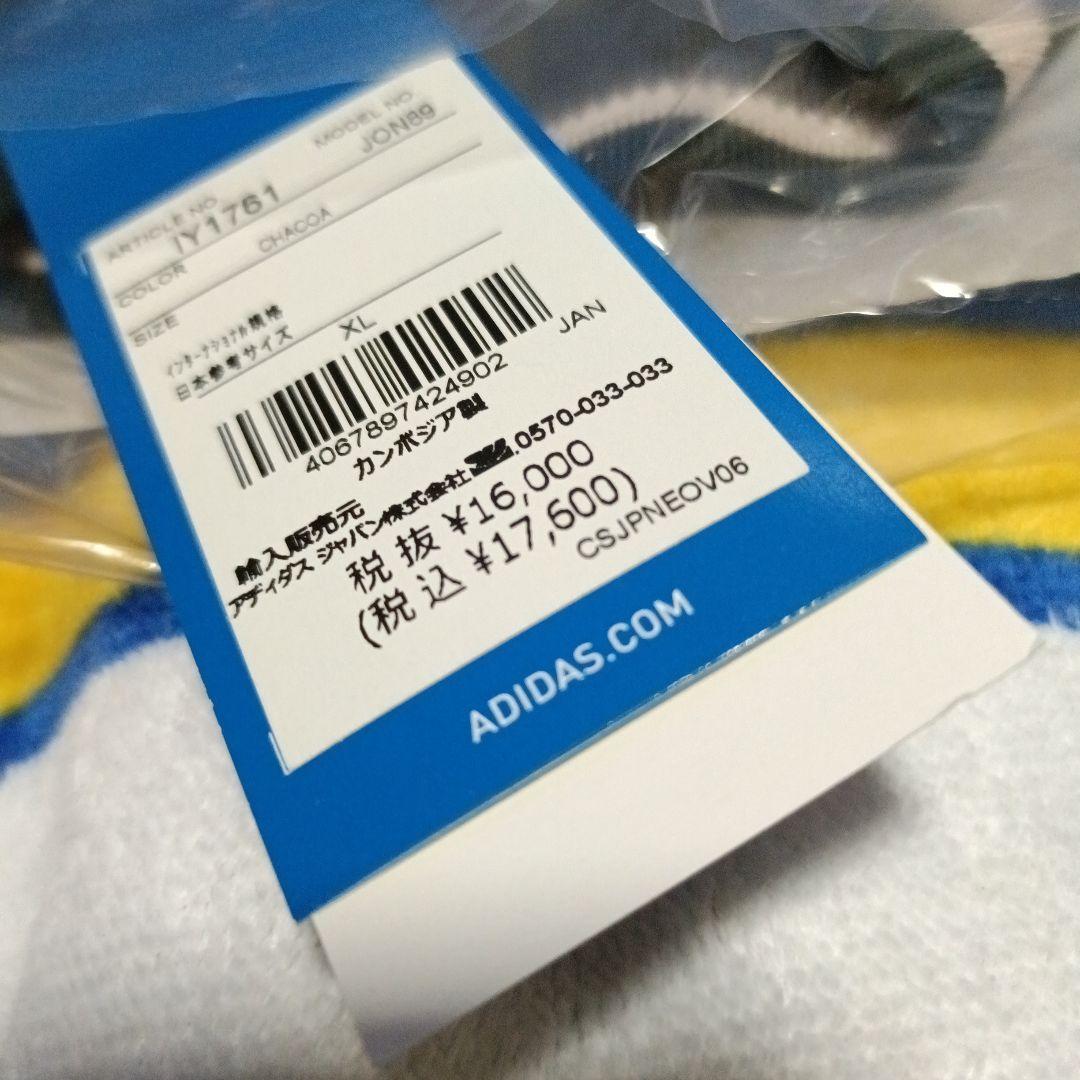 ARTICLE NO.
IY1761
MODEL NO.
JON89
COLOR
CHACOA
SIZE
インターナショナル規格
日本参考サイズ
XL
4067897424902
JAN
カンボジア製
輸入販売元
アディダス ジャパン株式会社 .0570-033-033
税 抜 ¥16,000
(税 込 ¥17,600)
CSJPNEOV06
ADIDAS.COM